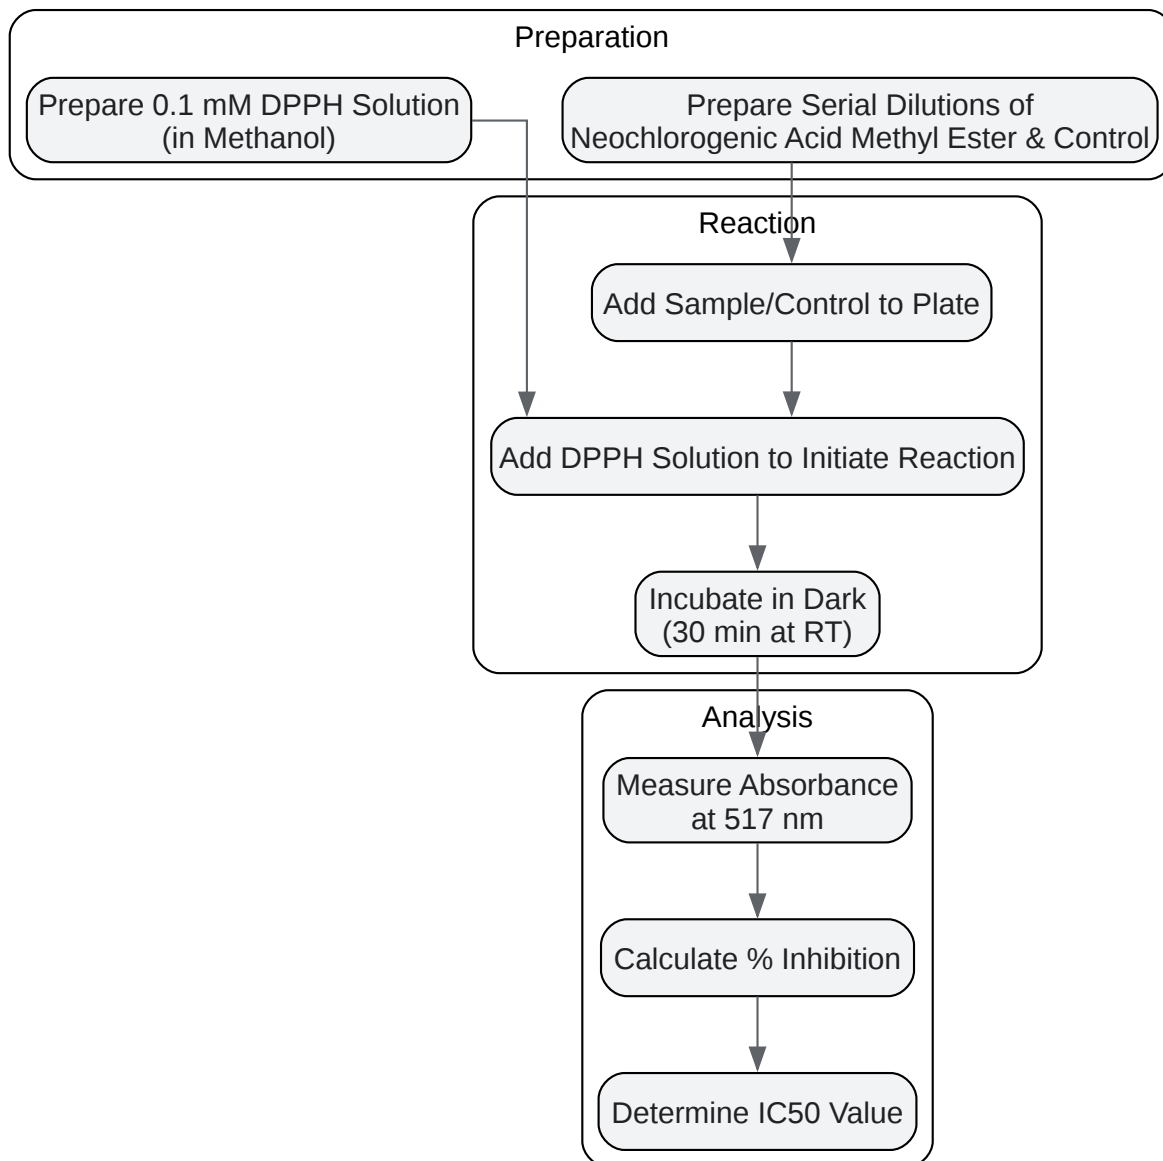 Preparation
Prepare 0.1 mM DPPH Solution
(in Methanol)
Prepare Serial Dilutions of
Neochlorogenic Acid Methyl Ester & Control
Reaction
Add Sample/Control to Plate
Add DPPH Solution to Initiate Reaction
Incubate in Dark
(30 min at RT)
Analysis
Measure Absorbance
at 517 nm
Calculate % Inhibition
Determine IC50 Value